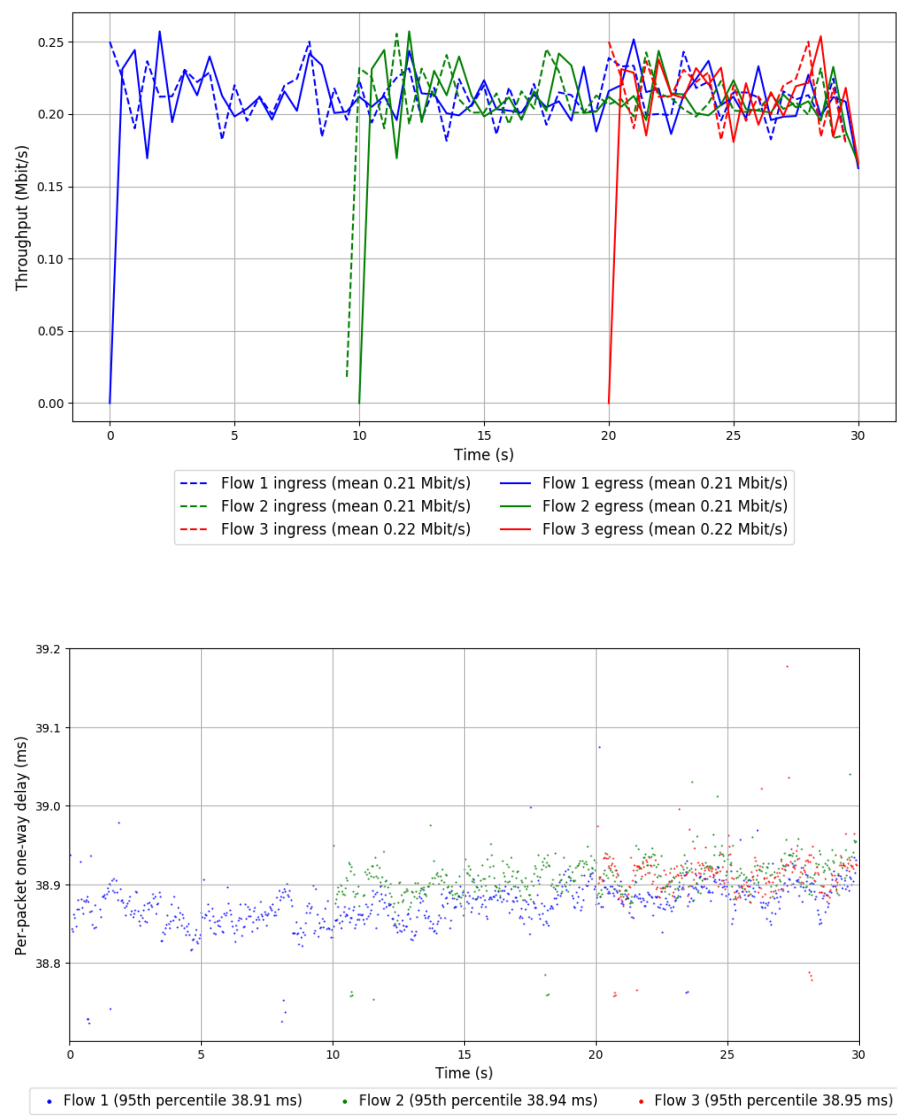 0.25
0.20
0.15
0.10
0.05
0.00
Throughput (Mbit/s)
0 5 10 15 20 25 30
Time (s)
Flow 1 ingress (mean 0.21 Mbit/s) Flow 1 egress (mean 0.21 Mbit/s)
Flow 2 ingress (mean 0.21 Mbit/s) Flow 2 egress (mean 0.21 Mbit/s)
Flow 3 ingress (mean 0.22 Mbit/s) Flow 3 egress (mean 0.22 Mbit/s)
39.2
39.1
39.0
38.9
38.8
Per-packet one-way delay (ms)
0 5 10 15 20 25 30
Time (s)
Flow 1 (95th percentile 38.91 ms) Flow 2 (95th percentile 38.94 ms) Flow 3 (95th percentile 38.95 ms)